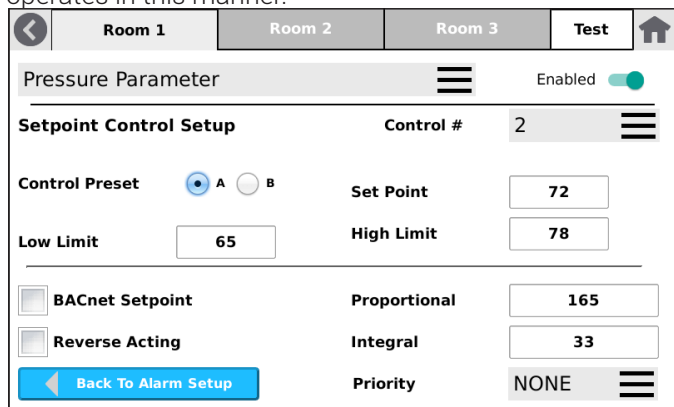 operates in this manner.
Room 1 Room 2 Room 3 Test
Pressure Parameter Enabled
Setpoint Control Setup Control # 2
Control Preset A B Set Point 72
Low Limit 65 High Limit 78
BACnet Setpoint Proportional 165
Reverse Acting Integral 33
Back To Alarm Setup Priority NONE